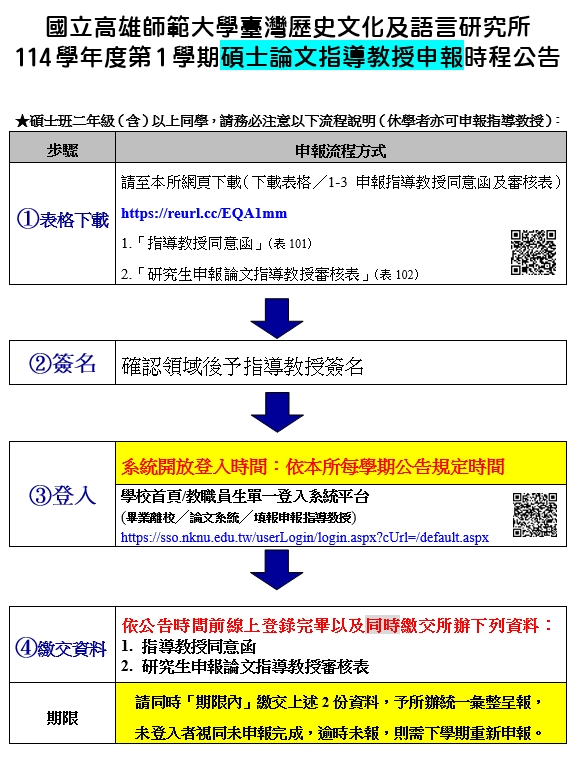 國立高雄師範大學臺灣歷史文化及語言研究所
114學年度第1學期碩士論文指導教授申報時程公告
★碩士班二年級（含）以上同學，請務必注意以下流程說明（休學者亦可申報指導教授）：
步驟
申報流程方式
①表格下載
請至本所網頁下載（下載表格／1-3 申報指導教授同意函及審核表）
https://reurl.cc/EQA1mm
1.「指導教授同意函」（表101）
2.「研究生申報論文指導教授審核表」（表102）
②簽名
確認領域後予指導教授簽名
③登入
系統開放登入時間：依本所每學期公告規定時間
學校首頁/教職員生單一登入系統平台
(畢業離校／論文系統／填報申報指導教授)
https://sso.nknu.edu.tw/userLogin/login.aspx?cUrl=/default.aspx
④繳交資料
依公告時間前線上登錄完畢以及同時繳交所辦下列資料：
1. 指導教授同意函
2. 研究生申報論文指導教授審核表
期限
請同時「期限內」繳交上述2份資料，予所辦統一彙整呈報，
未登入者視同未申報完成，逾時未報，則需下學期重新申報。